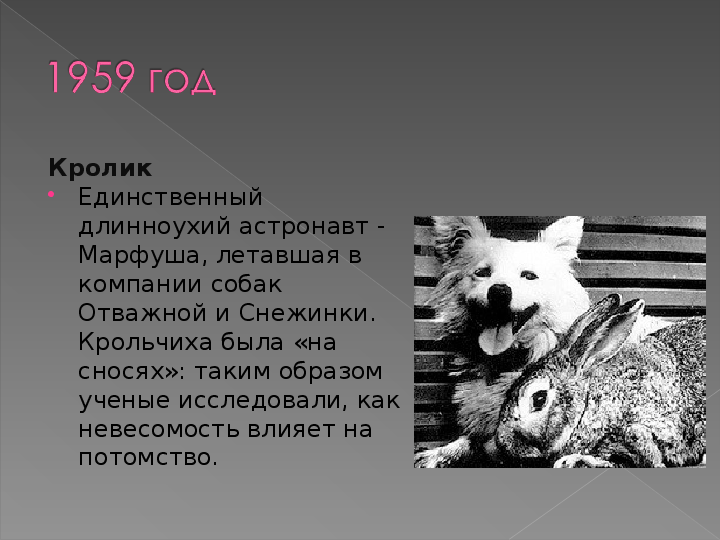 1959 год
Кролик
Единственный
длинноухий астронавт -
Марфуша, летавшая в
компании собак
Отважной и Снежинки.
Крольчиха была «на
сносях»: таким образом
ученые исследовали, как
невесомость влияет на
потомство.